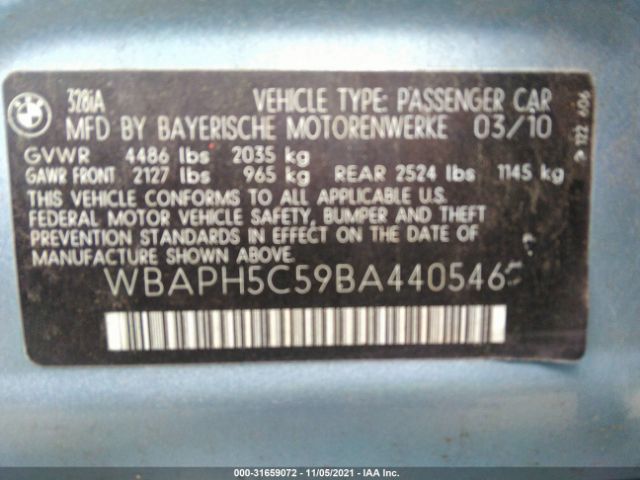 BMW
328iA VEHICLE TYPE: PASSENGER CAR
MFD BY BAYERISCHE MOTORENWERKE 03/10
GVWR 4486 lbs 2035 kg
GAWR FRONT 2127 lbs 965 kg REAR 2524 lbs 1145 kg
THIS VEHICLE CONFORMS TO ALL APPLICABLE U.S.
FEDERAL MOTOR VEHICLE SAFETY, BUMPER AND THEFT
PREVENTION STANDARDS IN EFFECT ON THE DATE OF
MANUFACTURE SHOWN ABOVE.
WBAPH5C59BA440546
122 606
000-31659072 - 11/05/2021 - IAA Inc.